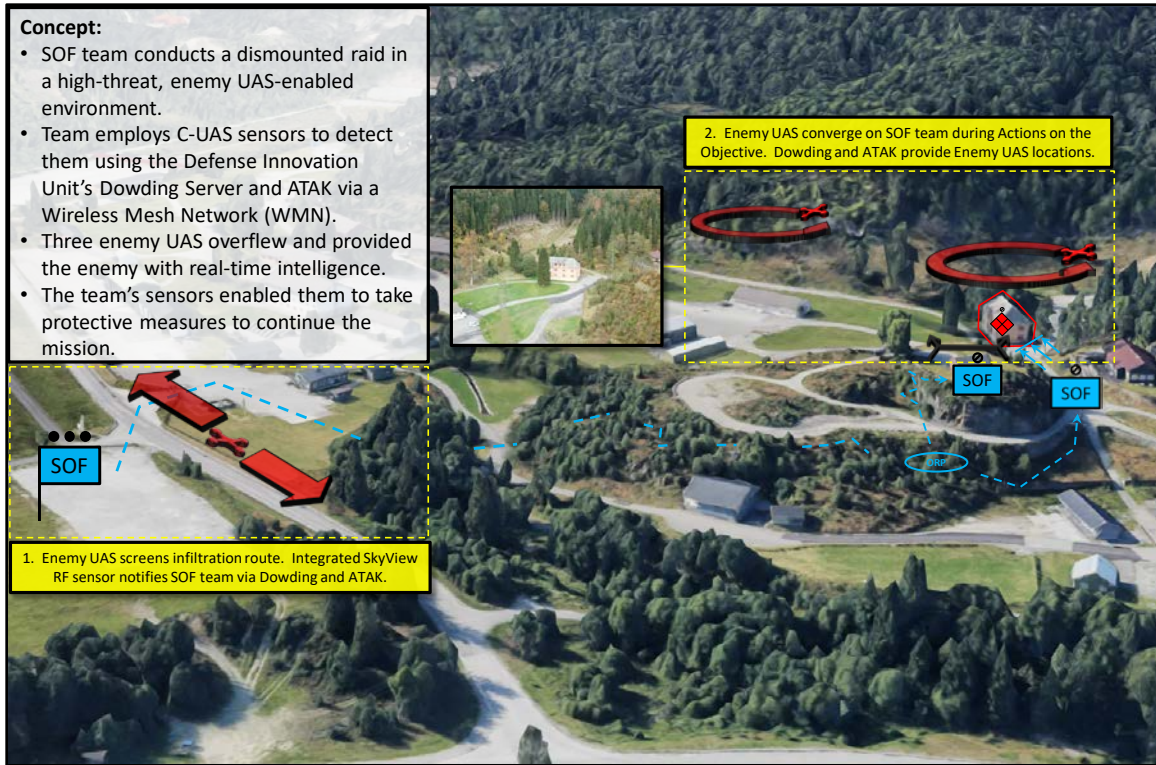 Concept:
• SOF team conducts a dismounted raid in
a high-threat, enemy UAS-enabled
environment.
• Team employs C-UAS sensors to detect
them using the Defense Innovation
Unit's Dowding Server and ATAK via a
Wireless Mesh Network (WMN).
• Three enemy UAS overflew and provided
the enemy with real-time intelligence.
• The team's sensors enabled them to take
protective measures to continue the
mission.
2. Enemy UAS converge on SOF team during Actions on the
Objective. Dowding and ATAK provide Enemy UAS locations.
SOF
SOF
SOF
ORP
1. Enemy UAS screens infiltration route. Integrated SkyView
RF sensor notifies SOF team via Dowding and ATAK.